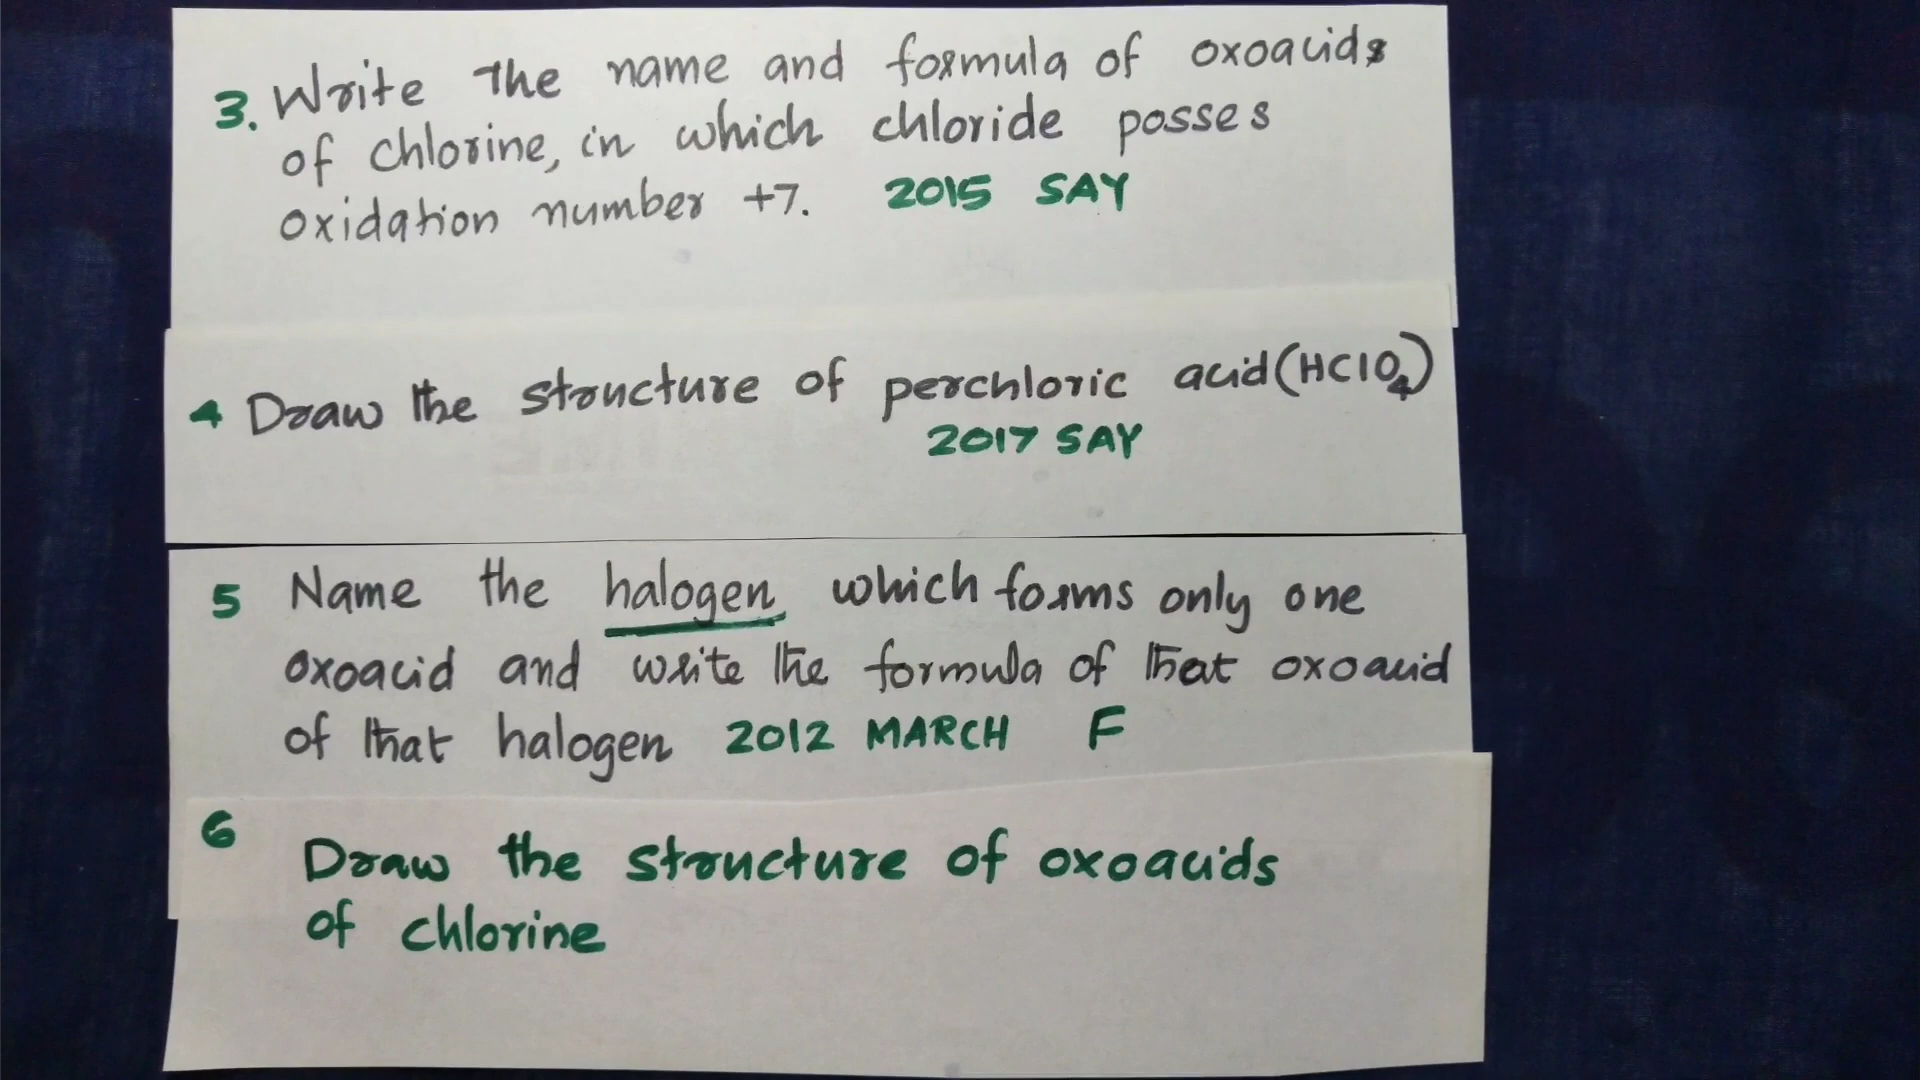 3. Write The name and formula of oxoacids
of chlorine, in which chloride posses
oxidation number +7. 2015 SAY
4 Draw the structure of perchloric acid (HClO4)
2017 SAY
5 Name the halogen which forms only one
oxoacid and write the formula of that oxoacid
of that halogen 2012 MARCH F
6 Draw the structure of oxoacids
of chlorine